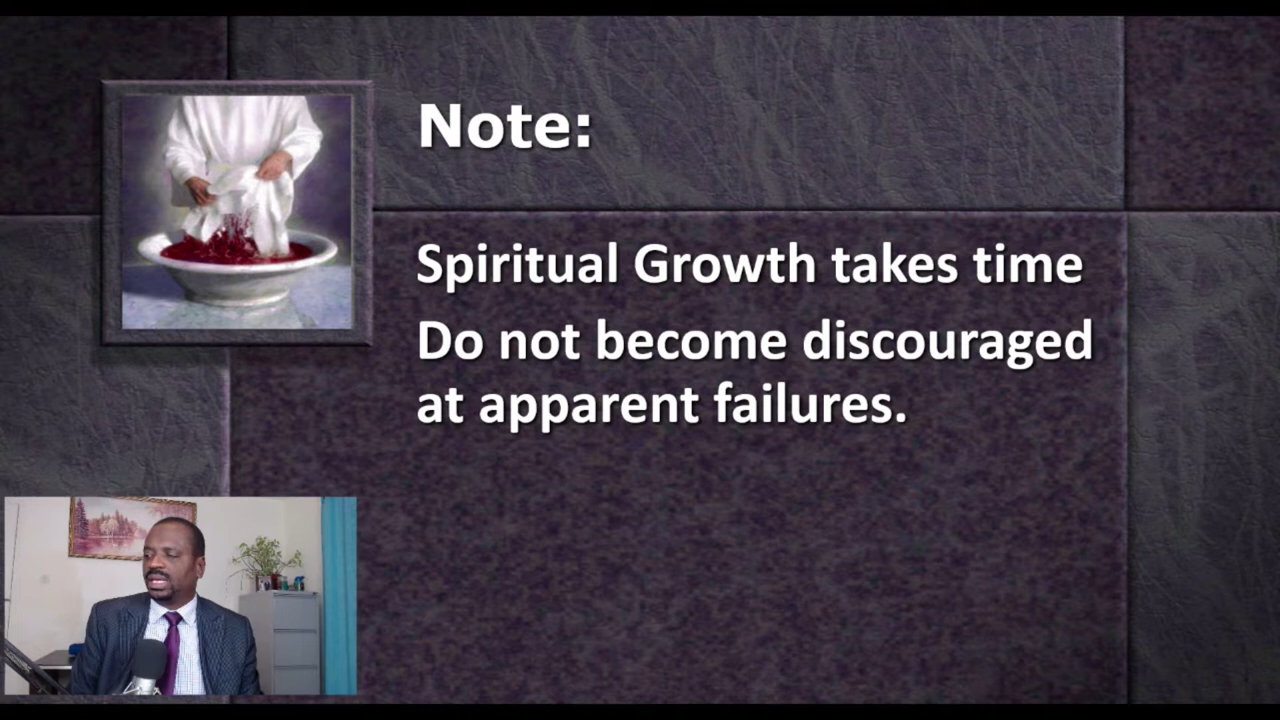 Note:
Spiritual Growth takes time
Do not become discouraged
at apparent failures.